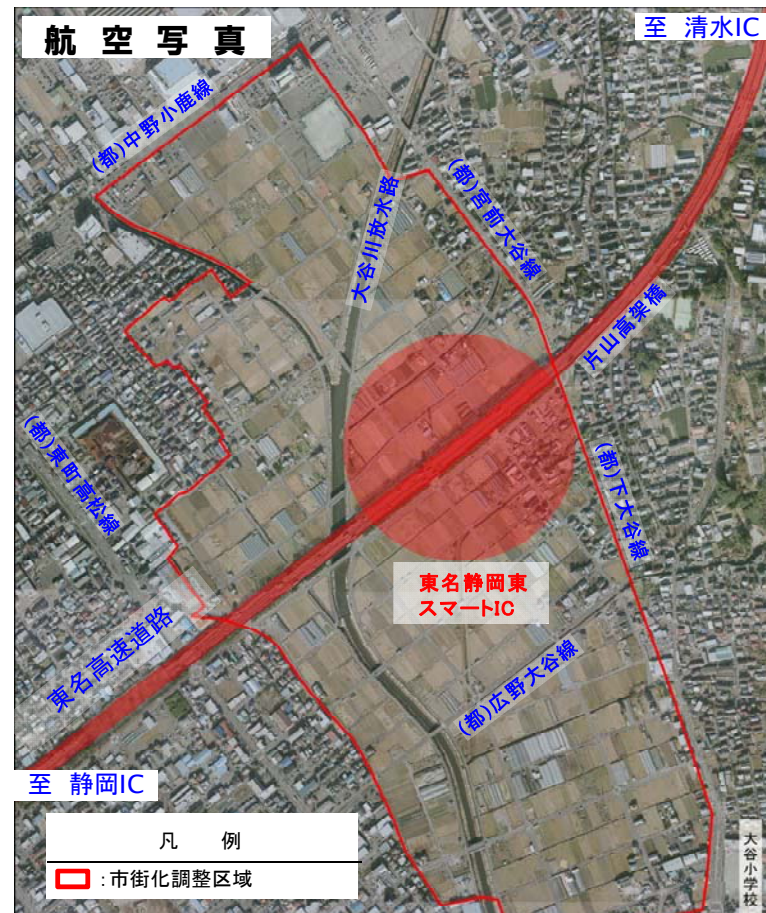 航空写真
至 清水IC
(都)中野小鹿線
(都)宮前大谷線
大谷川放水路
片山高架橋
(都)東町高松線
(都)下大谷線
東名静岡東
スマートIC
東名高速道路
(都)広野大谷線
至 静岡IC
凡 例
:市街化調整区域
大谷小学校